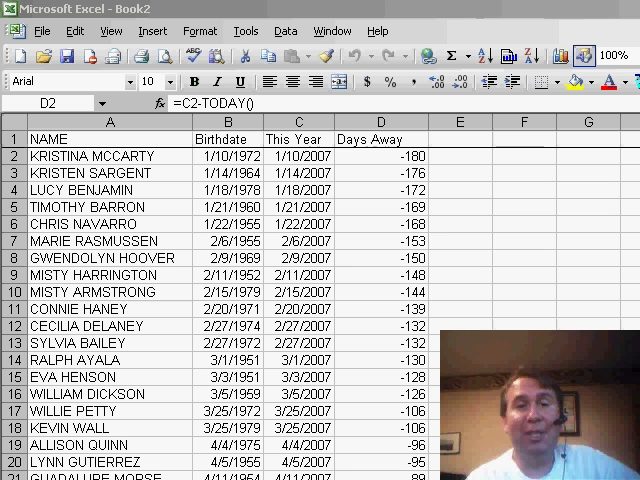 Microsoft Excel - Book2
File Edit View Insert Format Tools Data Window Help
100%
Arial 10 B I U $ % ,
D2 fx =C2-TODAY()
A B C D E F G
1 NAME Birthdate This Year Days Away
2 KRISTINA MCCARTY 1/10/1972 1/10/2007 -180
3 KRISTEN SARGENT 1/14/1964 1/14/2007 -176
4 LUCY BENJAMIN 1/18/1978 1/18/2007 -172
5 TIMOTHY BARRON 1/21/1960 1/21/2007 -169
6 CHRIS NAVARRO 1/22/1955 1/22/2007 -168
7 MARIE RASMUSSEN 2/6/1955 2/6/2007 -153
8 GWENDOLYN HOOVER 2/9/1969 2/9/2007 -150
9 MISTY HARRINGTON 2/11/1952 2/11/2007 -148
10 MISTY ARMSTRONG 2/15/1979 2/15/2007 -144
11 CONNIE HANEY 2/20/1971 2/20/2007 -139
12 CECILIA DELANEY 2/27/1974 2/27/2007 -132
13 SYLVIA BAILEY 2/27/1972 2/27/2007 -132
14 RALPH AYALA 3/1/1951 3/1/2007 -130
15 EVA HENSON 3/3/1951 3/3/2007 -128
16 WILLIAM DICKSON 3/5/1959 3/5/2007 -126
17 WILLIE PETTY 3/25/1972 3/25/2007 -106
18 KEVIN WALL 3/25/1979 3/25/2007 -106
19 ALLISON QUINN 4/4/1975 4/4/2007 -96
20 LYNN GUTIERREZ 4/5/1955 4/5/2007 -95
21 GUADALUPE MORSE 4/11/1954 4/11/2007 -89